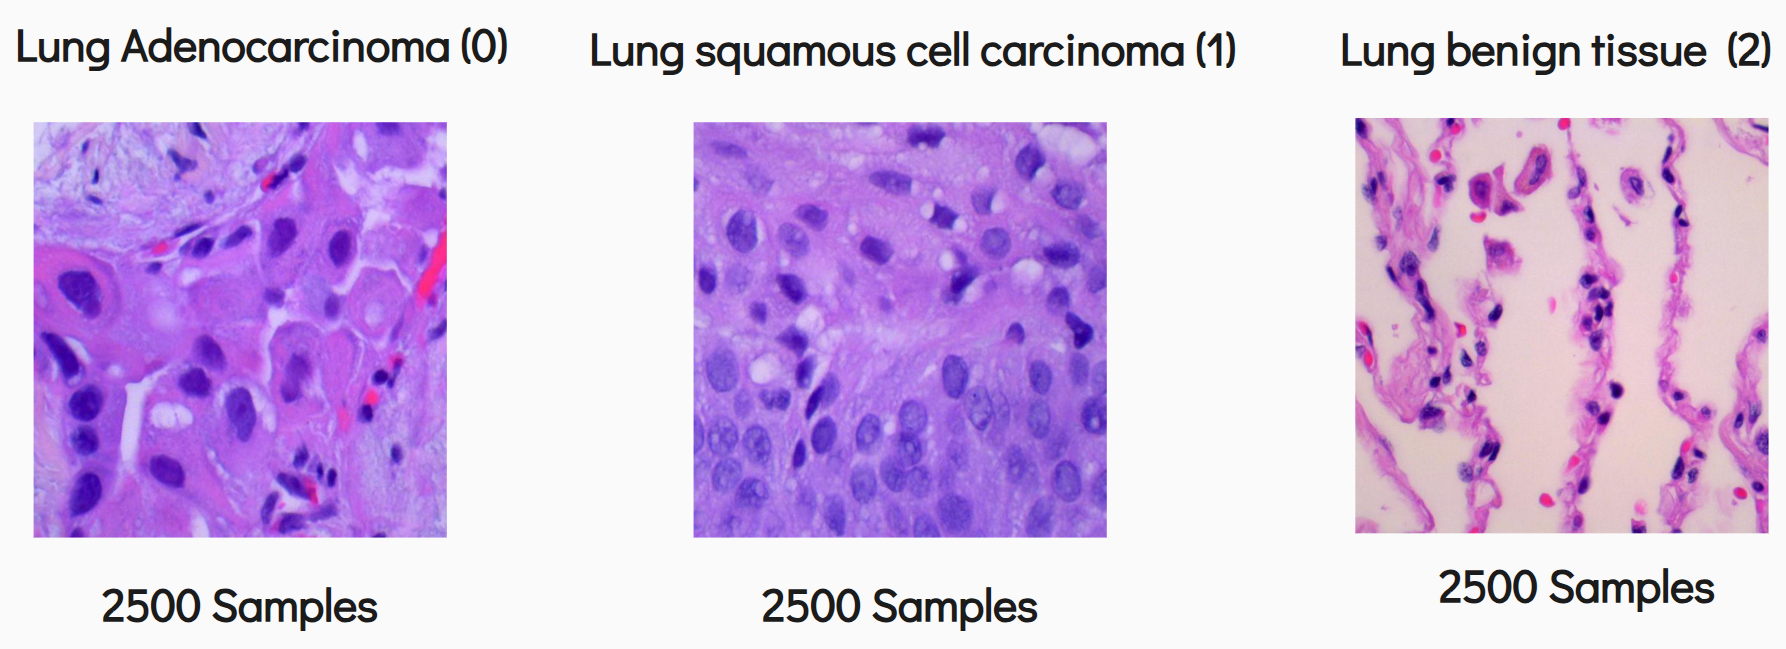 Lung Adenocarcinoma (0)
Lung squamous cell carcinoma (1)
Lung benign tissue (2)
2500 Samples
2500 Samples
2500 Samples